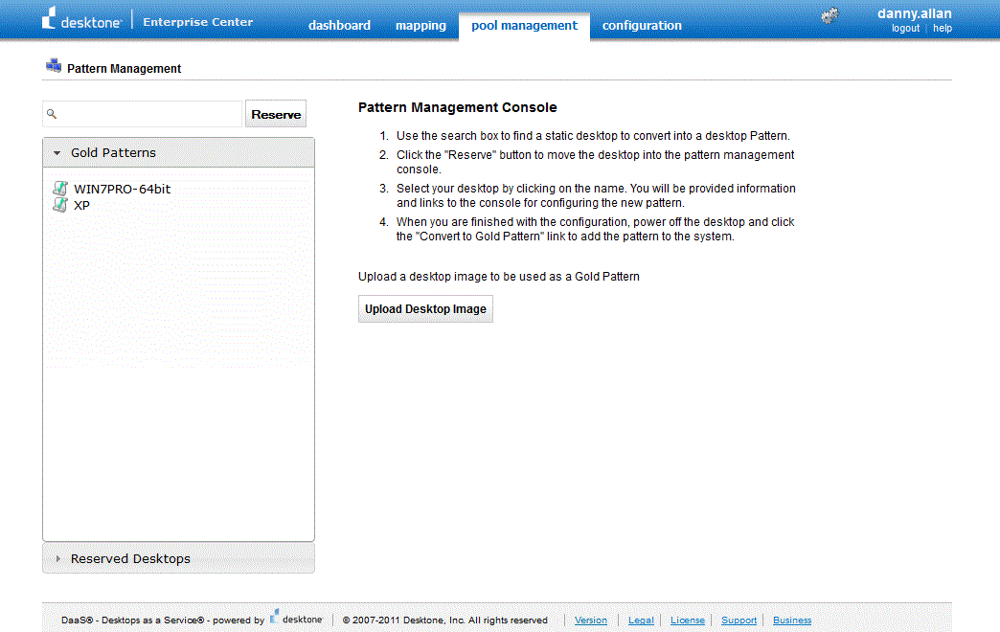 desktone | Enterprise Center
dashboard mapping pool management configuration
danny.allan
logout | help
Pattern Management
Reserve
Gold Patterns
WIN7PRO-64bit
XP
Reserved Desktops
Pattern Management Console
1. Use the search box to find a static desktop to convert into a desktop Pattern.
2. Click the "Reserve" button to move the desktop into the pattern management
console.
3. Select your desktop by clicking on the name. You will be provided information
and links to the console for configuring the new pattern.
4. When you are finished with the configuration, power off the desktop and click
the "Convert to Gold Pattern" link to add the pattern to the system.
Upload a desktop image to be used as a Gold Pattern
Upload Desktop Image
DaaS® - Desktops as a Service® - powered by desktone | © 2007-2011 Desktone, Inc. All rights reserved | Version | Legal | License | Support | Business